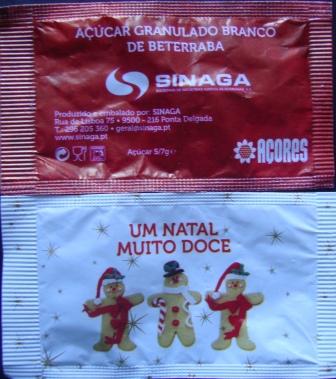 AÇÚCAR GRANULADO BRANCO
DE BETERRABA
SINAGA
Produzido e embalado por: SINAGA
Rua de Lisboa 75 • 9500 - 216 Ponta Delgada
T. 296 205 360 • geral@sinaga.pt
www.sinaga.pt
Açúcar 5/7g e
AÇORES
UM NATAL
MUITO DOCE